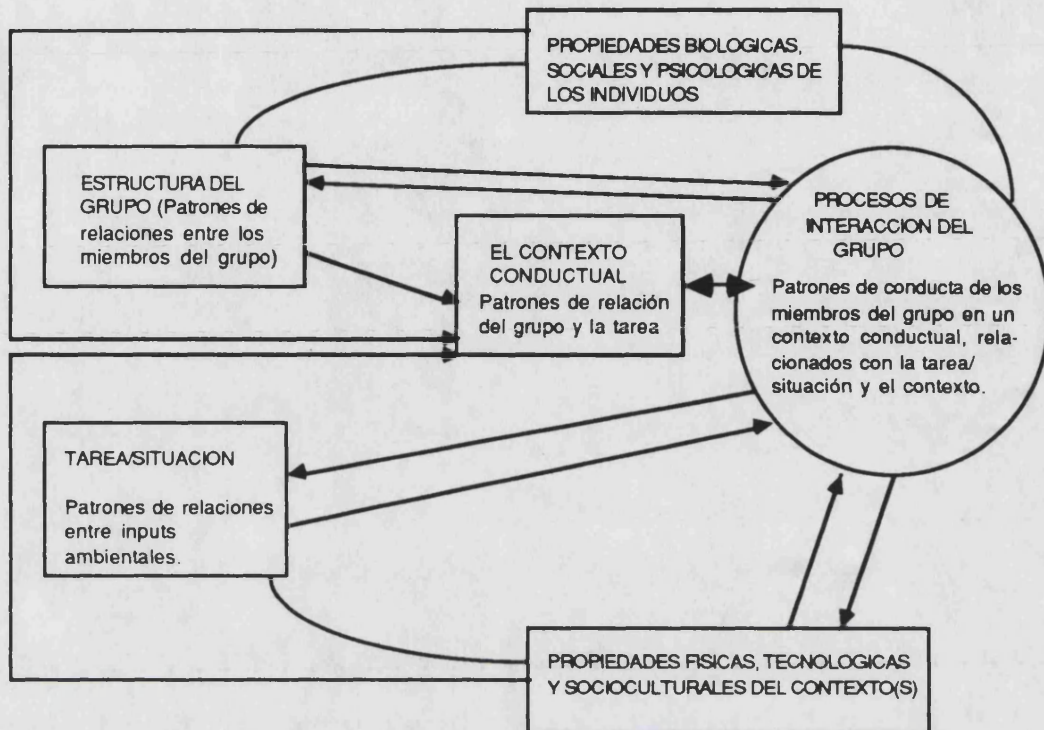 PROPIEDADES BIOLOGICAS,
SOCIALES Y PSICOLOGICAS DE
LOS INDIVIDUOS
ESTRUCTURA DEL
GRUPO (Patrones de
relaciones entre los
miembros del grupo)
EL CONTEXTO
CONDUCTUAL
Patrones de relación
del grupo y la tarea
PROCESOS DE
INTERACCION DEL
GRUPO
Patrones de conducta de los
miembros del grupo en un
contexto conductual, rela-
cionados con la tarea/
situación y el contexto.
TAREA/SITUACION
Patrones de relaciones
entre inputs
ambientales.
PROPIEDADES FISICAS, TECNOLOGICAS
Y SOCIOCULTURALES DEL CONTEXTO(S)